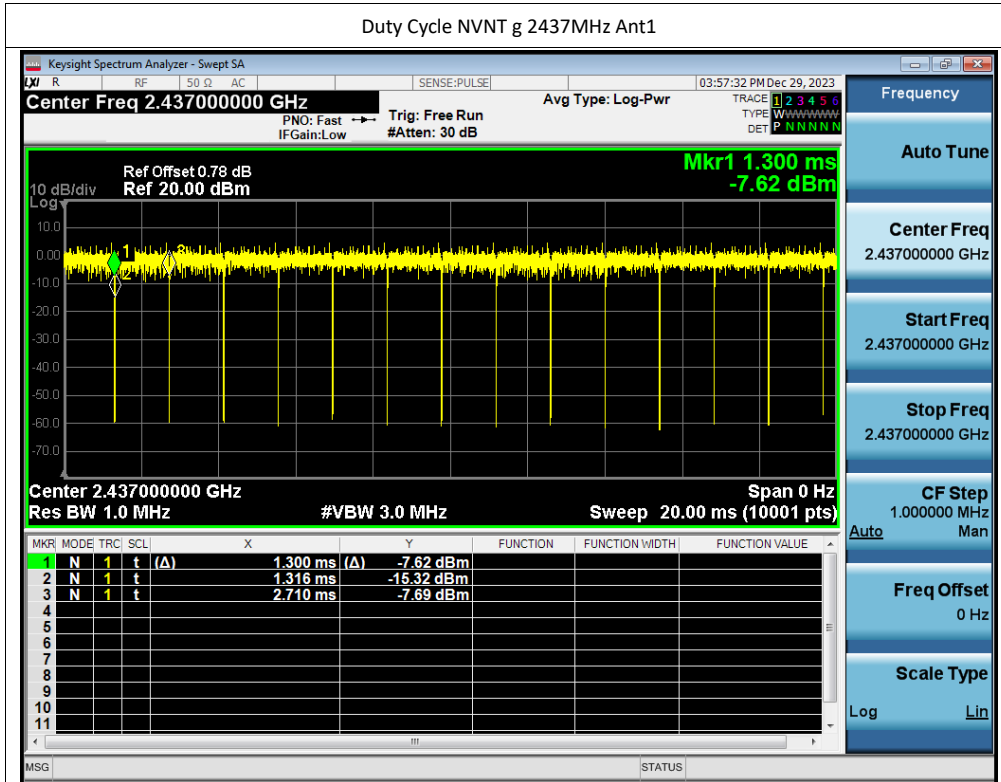 Duty Cycle NVNT g 2437MHz Ant1
Keysight Spectrum Analyzer - Swept SA
LXI R RF 50 Ω AC SENSE:PULSE 03:57:32 PM Dec 29, 2023
Center Freq 2.437000000 GHz Avg Type: Log-Pwr TRACE 1 2 3 4 5 6
PNO: Fast Trig: Free Run TYPE WWWWWW
IFGain:Low #Atten: 30 dB DET P N N N N N
Ref Offset 0.78 dB Mkr1 1.300 ms
10 dB/div Ref 20.00 dBm -7.62 dBm
Log
10.0
0.00
-10.0
-20.0
-30.0
-40.0
-50.0
-60.0
-70.0
1
2
3
Center 2.437000000 GHz Span 0 Hz
Res BW 1.0 MHz #VBW 3.0 MHz Sweep 20.00 ms (10001 pts)
MKR MODE TRC SCL X Y FUNCTION FUNCTION WIDTH FUNCTION VALUE
1 N 1 t (Δ) 1.300 ms (Δ) -7.62 dBm
2 N 1 t 1.316 ms -15.32 dBm
3 N 1 t 2.710 ms -7.69 dBm
4
5
6
7
8
9
10
11
MSG STATUS
Frequency
Auto Tune
Center Freq
2.437000000 GHz
Start Freq
2.437000000 GHz
Stop Freq
2.437000000 GHz
CF Step
1.000000 MHz
Auto Man
Freq Offset
0 Hz
Scale Type
Log Lin